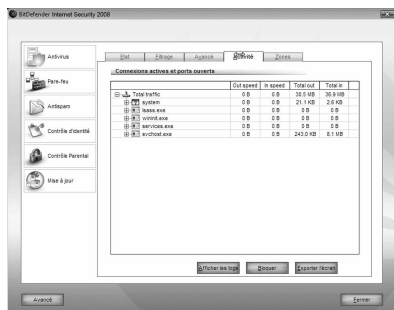 BitDefender Internet Security 2008
Antivirus
Pare-feu
Antispam
Contrôle d'identité
Contrôle Parental
Mise à jour
Etat Filtrage Avancé Activité Zones
Connexions actives et ports ouverts
Out speed In speed Total out Total in
Total traffic 0 B 0 B 30.5 MB 36.9 MB
system 0 B 0 B 21.1 KB 2.6 KB
lsass.exe 0 B 0 B 0 B 0 B
wininit.exe 0 B 0 B 0 B 0 B
services.exe 0 B 0 B 0 B 0 B
svchost.exe 0 B 0 B 243.0 KB 8.1 MB
Afficher les logs Bloquer Exporter l'écran
Avancé Fermer